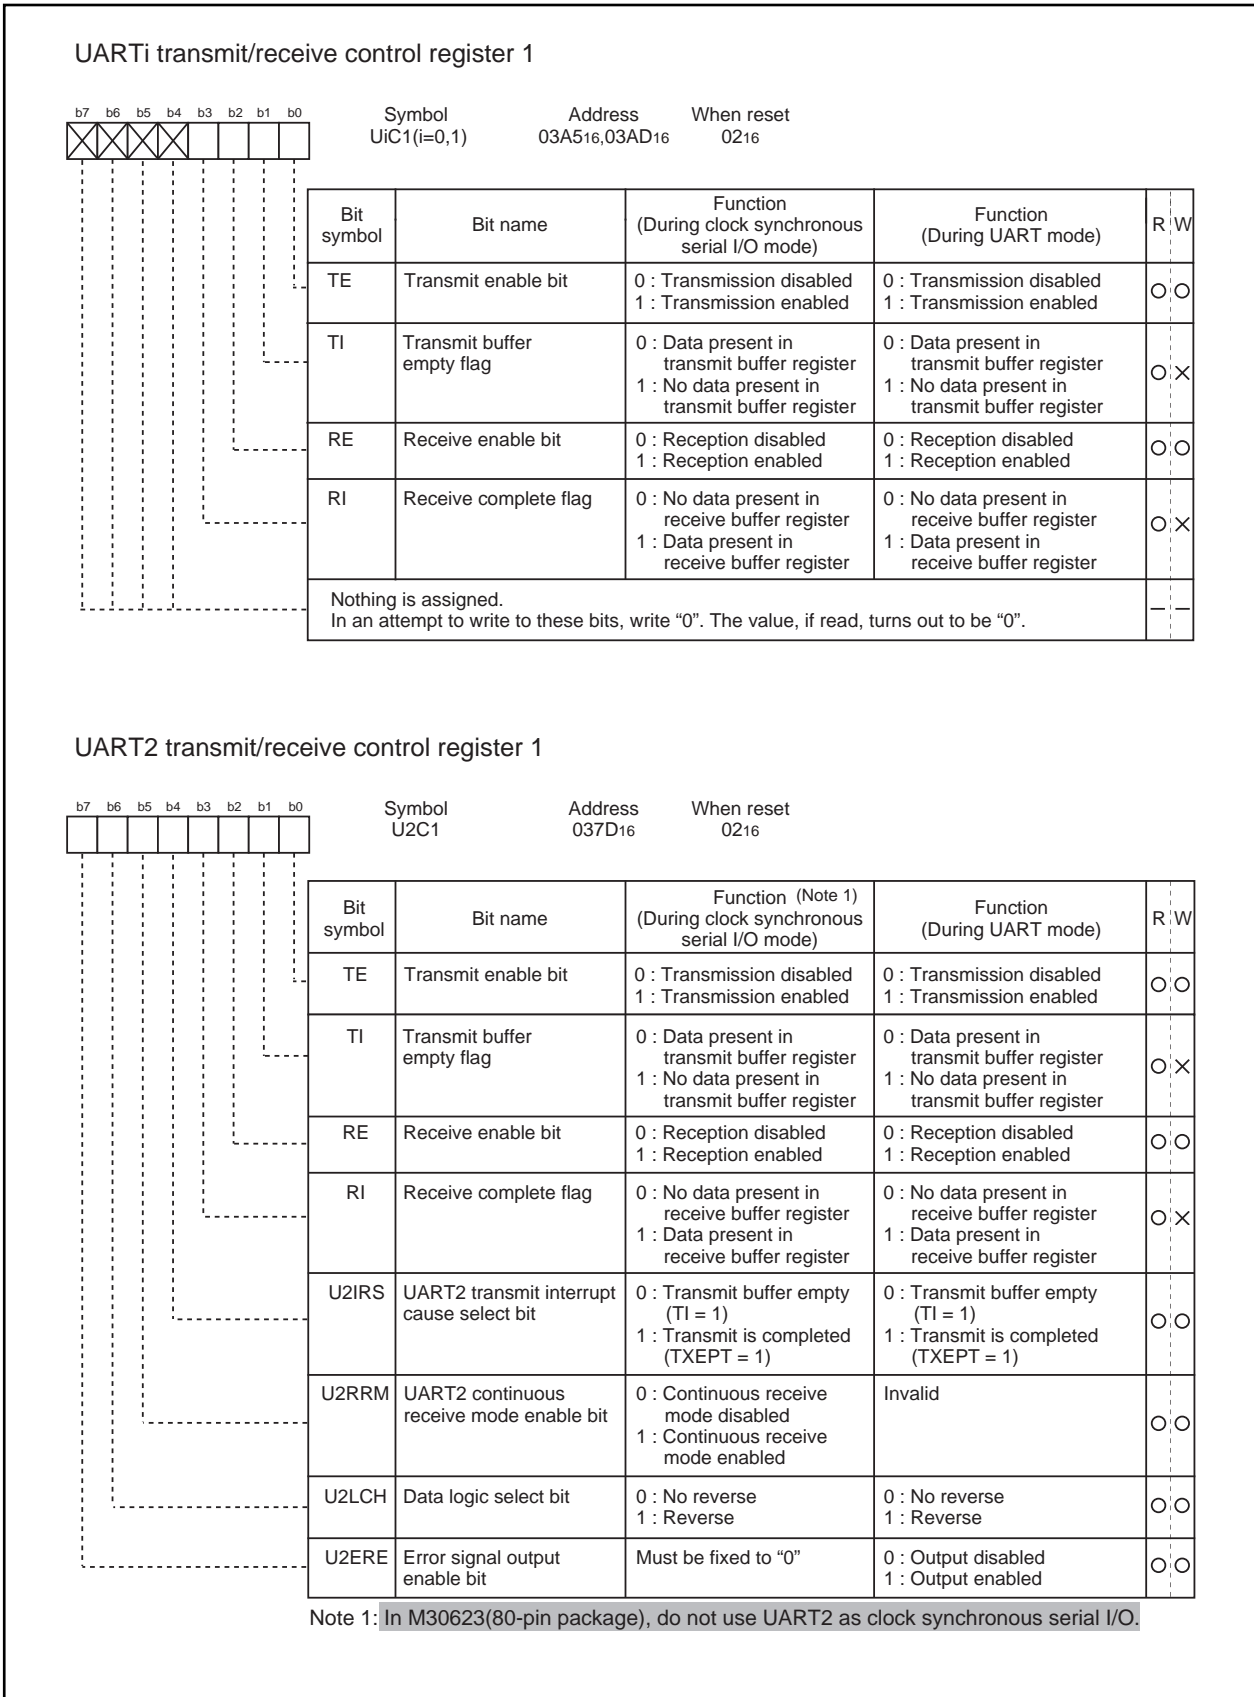 UARTi transmit/receive control register 1
b7 b6 b5 b4 b3 b2 b1 b0
Symbol Address When reset
UiC1(i=0,1) 03A516,03ADI16 0216
Bit symbol Bit name Function (During clock synchronous serial I/O mode) Function (During UART mode) R W
TE Transmit enable bit 0 : Transmission disabled 0 : Transmission disabled
1 : Transmission enabled 1 : Transmission enabled
TI Transmit buffer 0 : Data present in 0 : Data present in
empty flag transmit buffer register transmit buffer register
1 : No data present in 1 : No data present in
transmit buffer register transmit buffer register
RE Receive enable bit 0 : Reception disabled 0 : Reception disabled
1 : Reception enabled 1 : Reception enabled
RI Receive complete flag 0 : No data present in 0 : No data present in
receive buffer register receive buffer register
1 : Data present in 1 : Data present in
receive buffer register receive buffer register
Nothing is assigned.
In an attempt to write to these bits, write “0”. The value, if read, turns out to be “0”.
UART2 transmit/receive control register 1
b7 b6 b5 b4 b3 b2 b1 b0
Symbol Address When reset
U2C1 037D16 0216
Bit symbol Bit name Function (Note 1) (During clock synchronous serial I/O mode) Function (During UART mode) R W
TE Transmit enable bit 0 : Transmission disabled 0 : Transmission disabled
1 : Transmission enabled 1 : Transmission enabled
TI Transmit buffer 0 : Data present in 0 : Data present in
empty flag transmit buffer register transmit buffer register
1 : No data present in 1 : No data present in
transmit buffer register transmit buffer register
RE Receive enable bit 0 : Reception disabled 0 : Reception disabled
1 : Reception enabled 1 : Reception enabled
RI Receive complete flag 0 : No data present in 0 : No data present in
receive buffer register receive buffer register
1 : Data present in 1 : Data present in
receive buffer register receive buffer register
U2IRS UART2 transmit interrupt 0 : Transmit buffer empty 0 : Transmit buffer empty
cause select bit (TI = 1) (TI = 1)
1 : Transmit is completed 1 : Transmit is completed
(TXEPT = 1) (TXEPT = 1)
U2RRM UART2 continuous 0 : Continuous receive Invalid
receive mode enable bit mode disabled
1 : Continuous receive
mode enabled
U2LCH Data logic select bit 0 : No reverse 0 : No reverse
1 : Reverse 1 : Reverse
U2ERE Error signal output Must be fixed to “0” 0 : Output disabled
enable bit 1 : Output enabled
Note 1: In M30623(80-pin package), do not use UART2 as clock synchronous serial I/O.